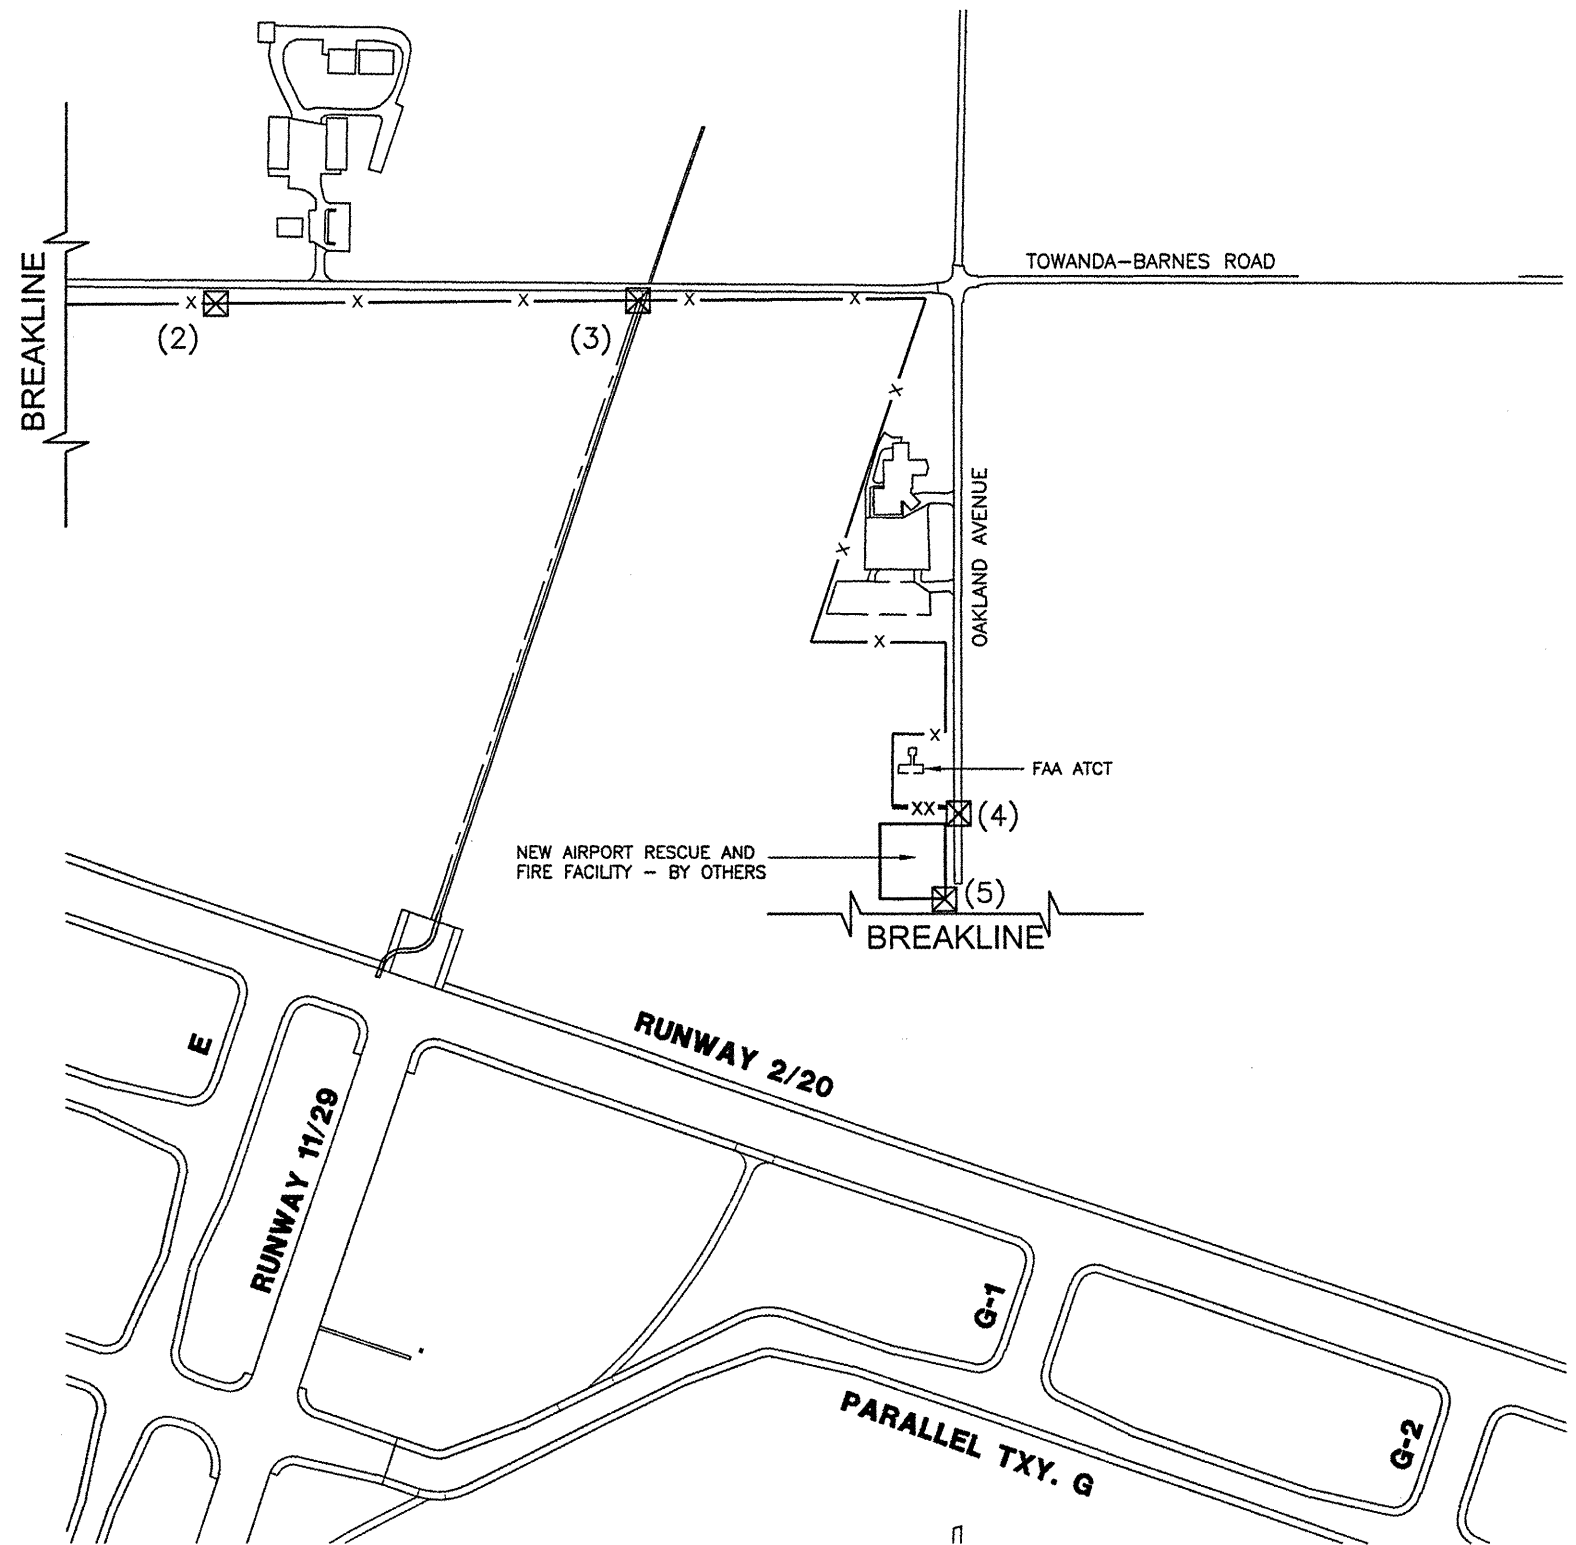 TOWANDA-BARNES ROAD
BREAKLINE
X
X
X
X
X
(2)
(3)
X
OAKLAND AVENUE
X
X
X
FAA ATCT
XX
(4)
NEW AIRPORT RESCUE AND
FIRE FACILITY - BY OTHERS
(5)
BREAKLINE
E
RUNWAY 2/20
RUNWAY 11/29
G-1
PARALLEL TXY. G
G-2